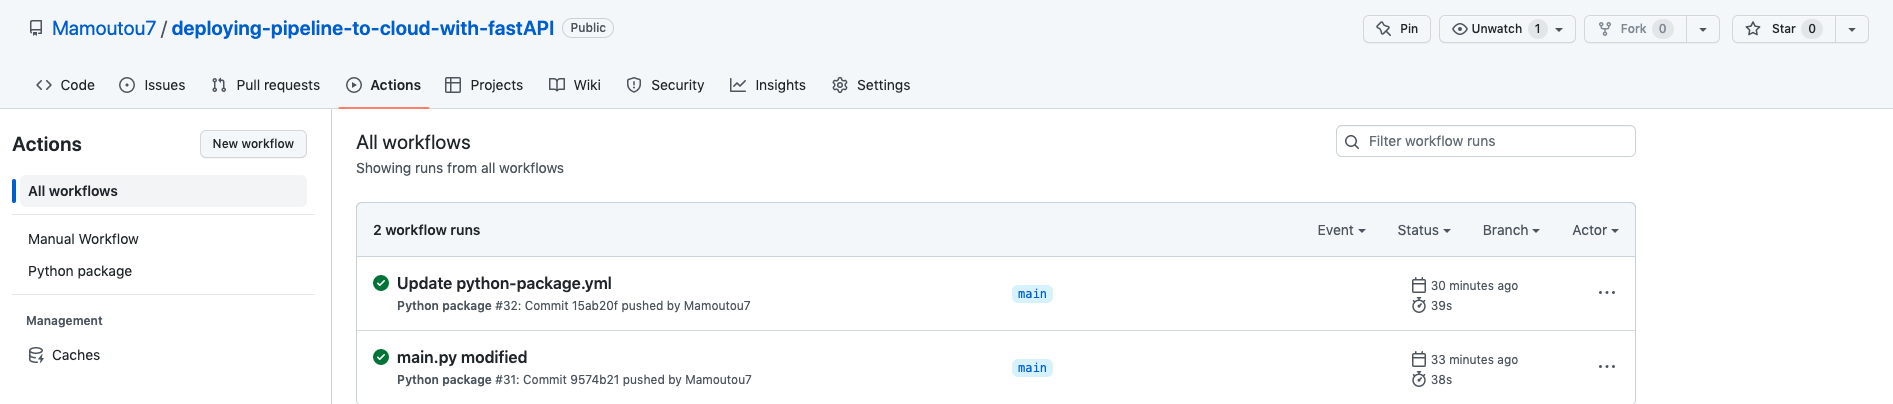 Mamoutou7 / deploying-pipeline-to-cloud-with-fastAPI Public
Pin Unwatch 1 Fork 0 Star 0
Code Issues Pull requests Actions Projects Wiki Security Insights Settings
Actions New workflow
All workflows
Manual Workflow
Python package
Management
Caches
All workflows
Showing runs from all workflows
Filter workflow runs
2 workflow runs Event Status Branch Actor
Update python-package.yml
Python package #32: Commit 15ab20f pushed by Mamoutou7
main
30 minutes ago
39s
main.py modified
Python package #31: Commit 9574b21 pushed by Mamoutou7
main
33 minutes ago
38s